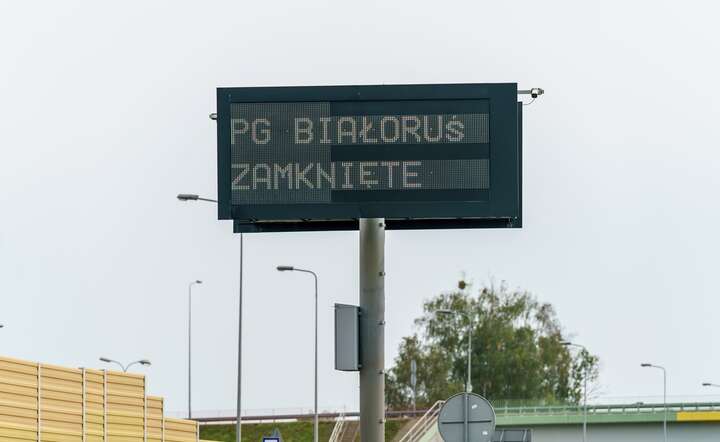 PG BIAŁORUś
ZAMKNIĘTE